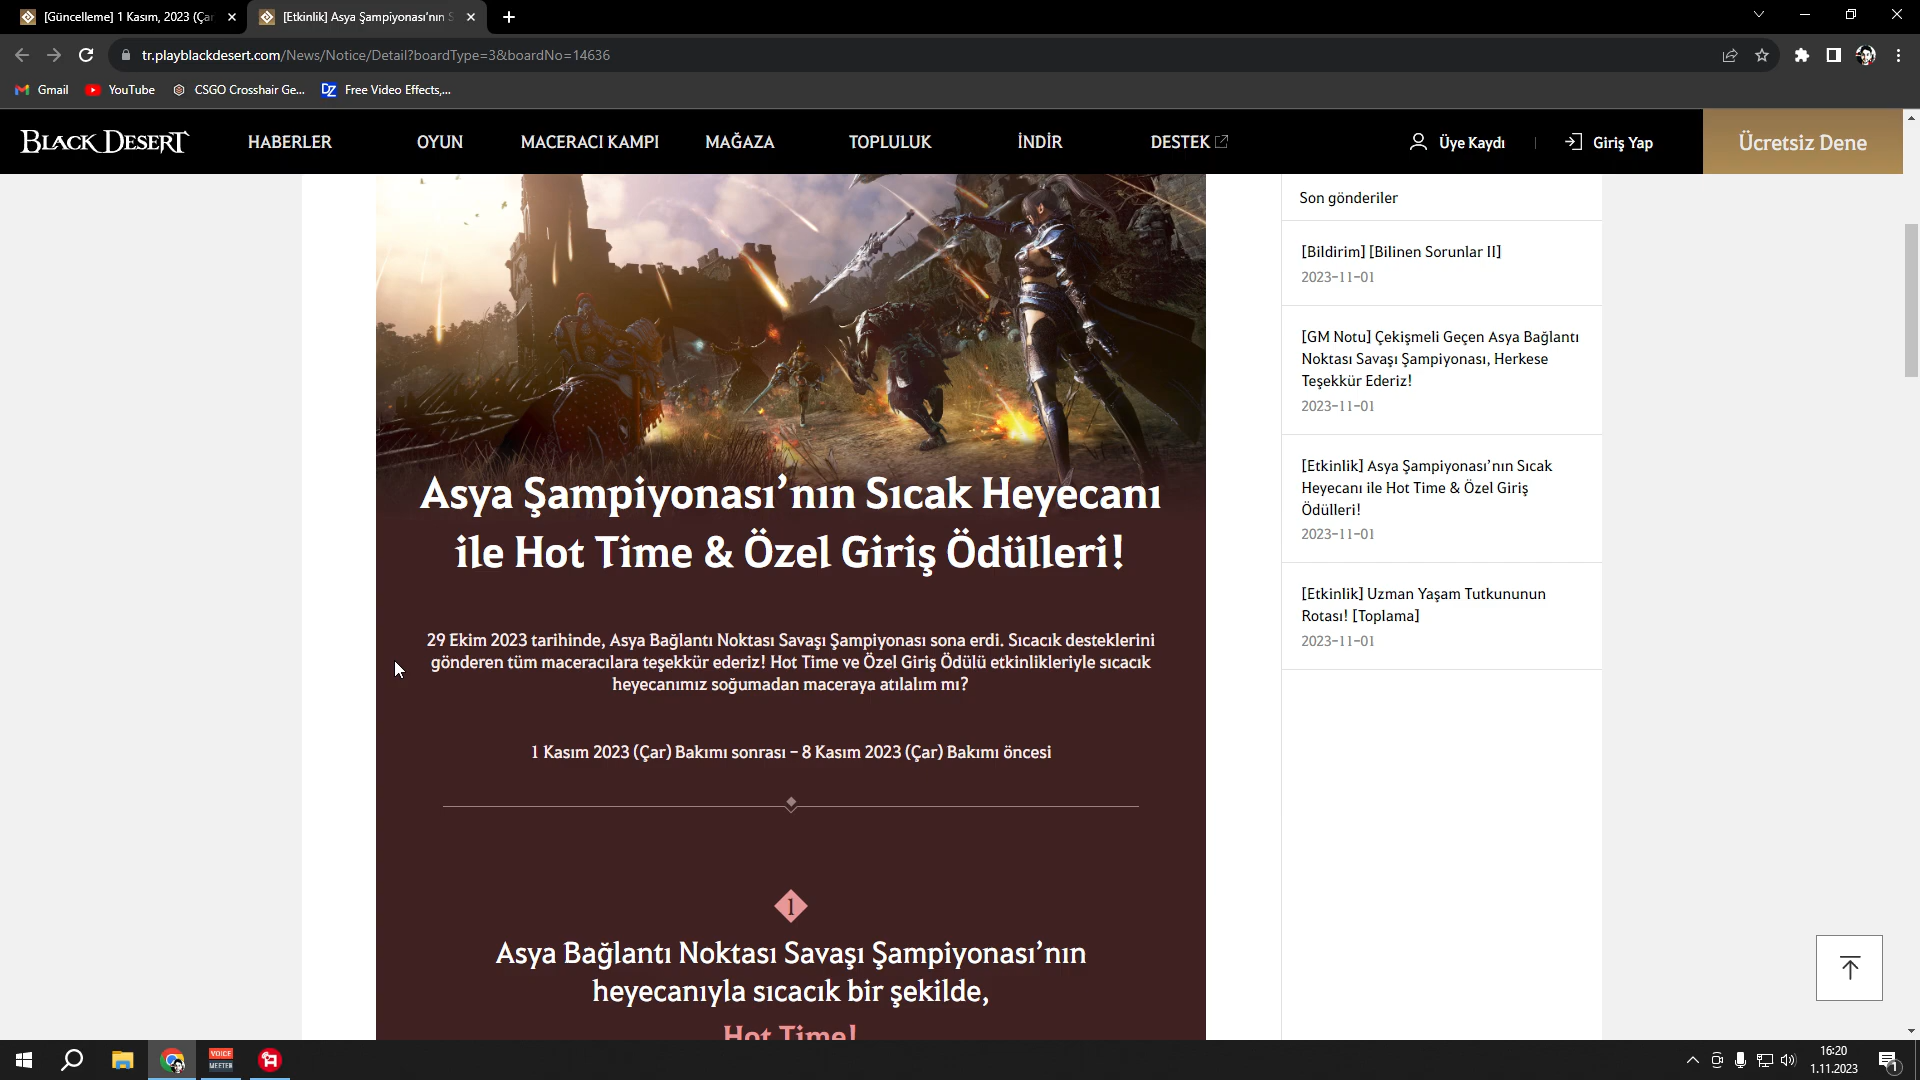 [Güncelleme] 1 Kasım, 2023 (Ça
[Etkinlik] Asya Şampiyonası'nın S
tr.playblackdesert.com/News/Notice/Detail?boardType=3&boardNo=14636
Gmail
YouTube
CSGO Crosshair Ge...
DZ
Free Video Effects,...
BLACK DESERT
HABERLER
OYUN
MACERACI KAMPI
MAĞAZA
TOPLULUK
İNDİR
DESTEK
Üye Kaydı
Giriş Yap
Ücretsiz Dene
Asya Şampiyonası'nın Sıcak Heyecanı
ile Hot Time & Özel Giriş Ödülleri!
29 Ekim 2023 tarihinde, Asya Bağlantı Noktası Savaşı Şampiyonası sona erdi. Sıcacık desteklerini
gönderen tüm maceracılara teşekkür ederiz! Hot Time ve Özel Giriş Ödülü etkinlikleriyle sıcacık
heyecanımız soğumadan maceraya atılalım mı?
1 Kasım 2023 (Çar) Bakımı sonrası – 8 Kasım 2023 (Çar) Bakımı öncesi
1
Asya Bağlantı Noktası Savaşı Şampiyonası'nın
heyecanıyla sıcacık bir şekilde,
Hot Time!
Son gönderiler
[Bildirim] [Bilinen Sorunlar II]
2023-11-01
[GM Notu] Çekişmeli Geçen Asya Bağlantı
Noktası Savaşı Şampiyonası, Herkese
Teşekkür Ederiz!
2023-11-01
[Etkinlik] Asya Şampiyonası'nın Sıcak
Heyecanı ile Hot Time & Özel Giriş
Ödülleri!
2023-11-01
[Etkinlik] Uzman Yaşam Tutkununun
Rotası! [Toplama]
2023-11-01
VOICE
MEETER
16:20
1.11.2023
1